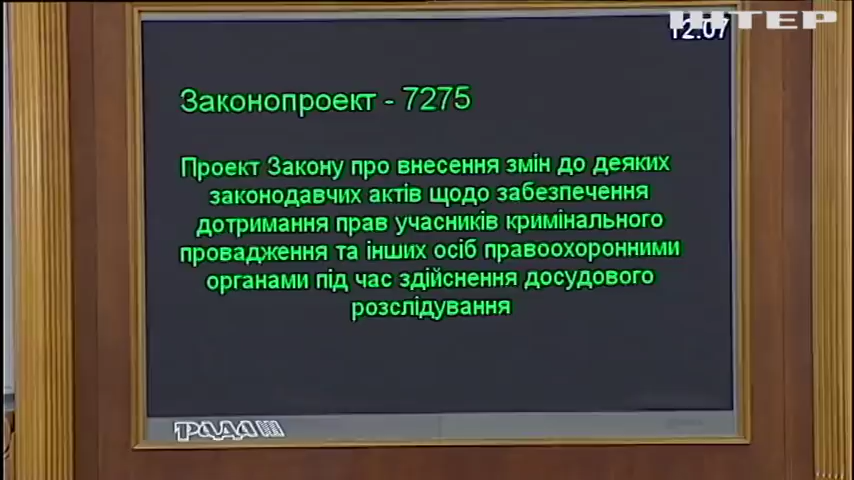 ІНТЕР
12:07
Законопроект - 7275
Проект Закону про внесення змін до деяких
законодавчих актів щодо забезпечення
дотримання прав учасників кримінального
провадження та інших осіб правоохоронними
органами під час здійснення досудового
розслідування
РАДА